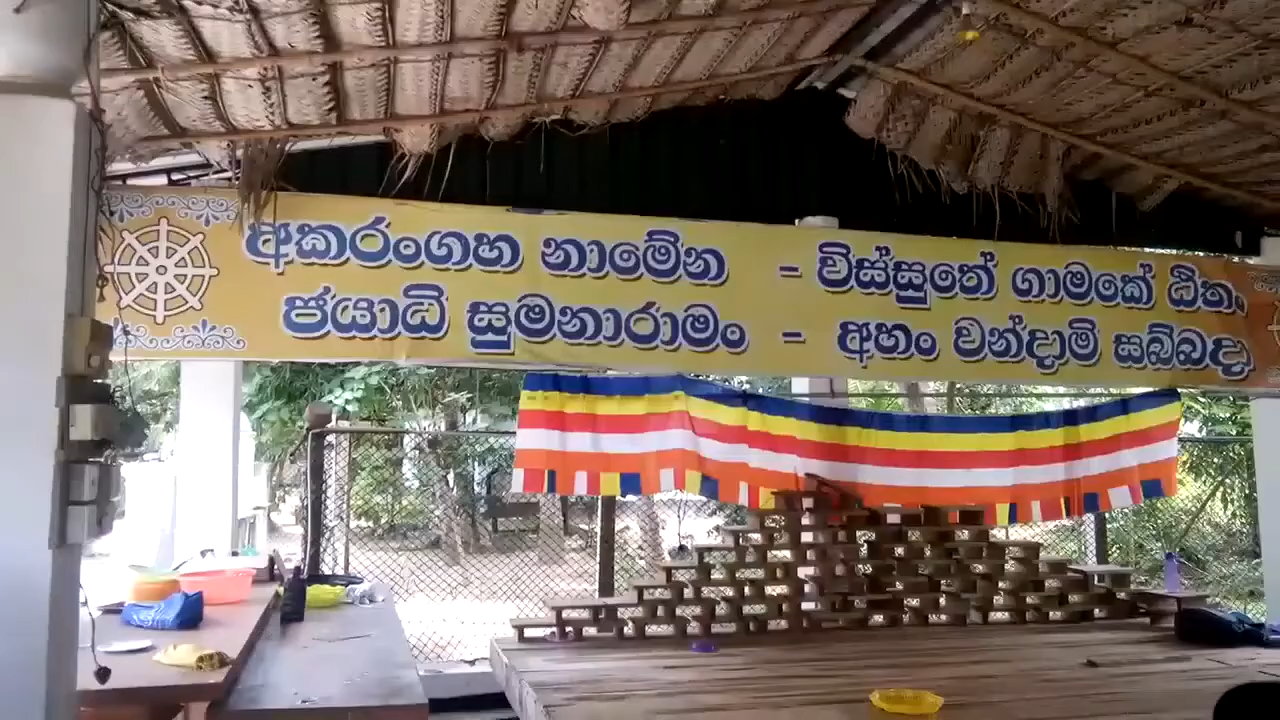 අකරංගහ නාමේන - විස්සුතේ ගාමකේ ඨිතං
ජයාධි සුමනාරාමං - අහං වන්දාමි සබ්බදා